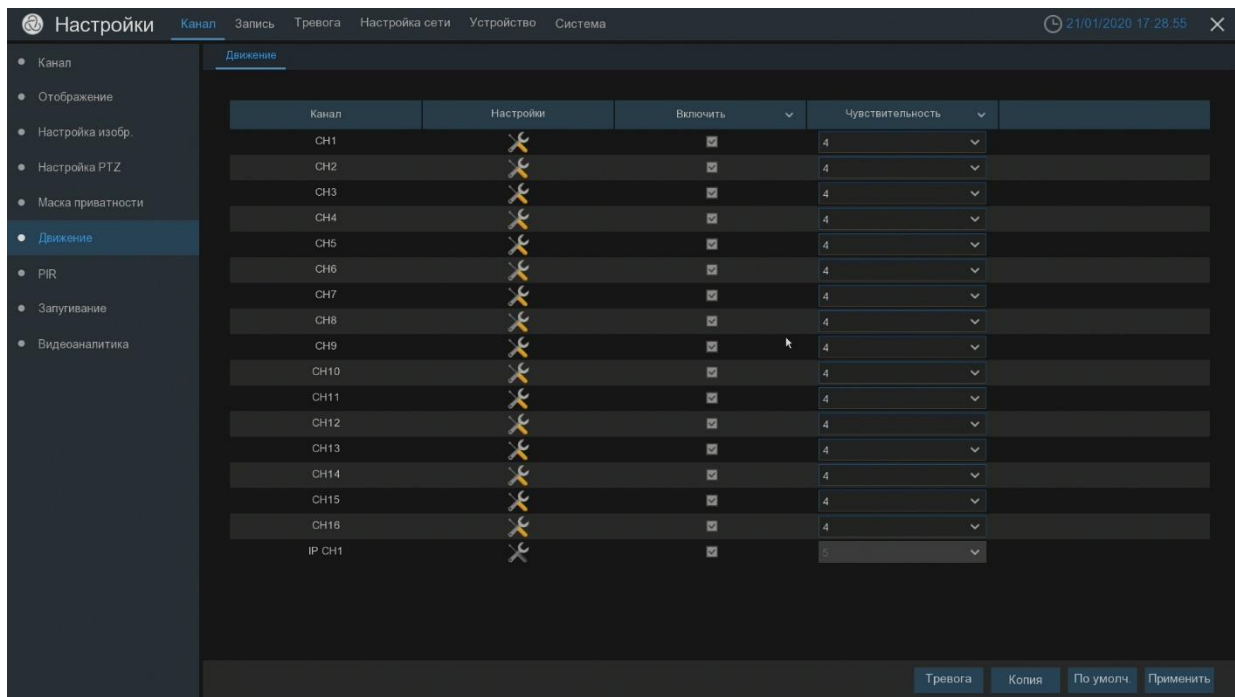 Настройки Канал Запись Тревога Настройка сети Устройство Система 21/01/2020 17:28:55
Канал
Отображение
Настройка изобр.
Настройка PTZ
Маска приватности
Движение
PIR
Запугивание
Видеоаналитика
Движение
Канал Настройки Включить Чувствительность
CH1 4
CH2 4
CH3 4
CH4 4
CH5 4
CH6 4
CH7 4
CH8 4
CH9 4
CH10 4
CH11 4
CH12 4
CH13 4
CH14 4
CH15 4
CH16 4
IP CH1 5
Тревога Копия По умолч. Применить